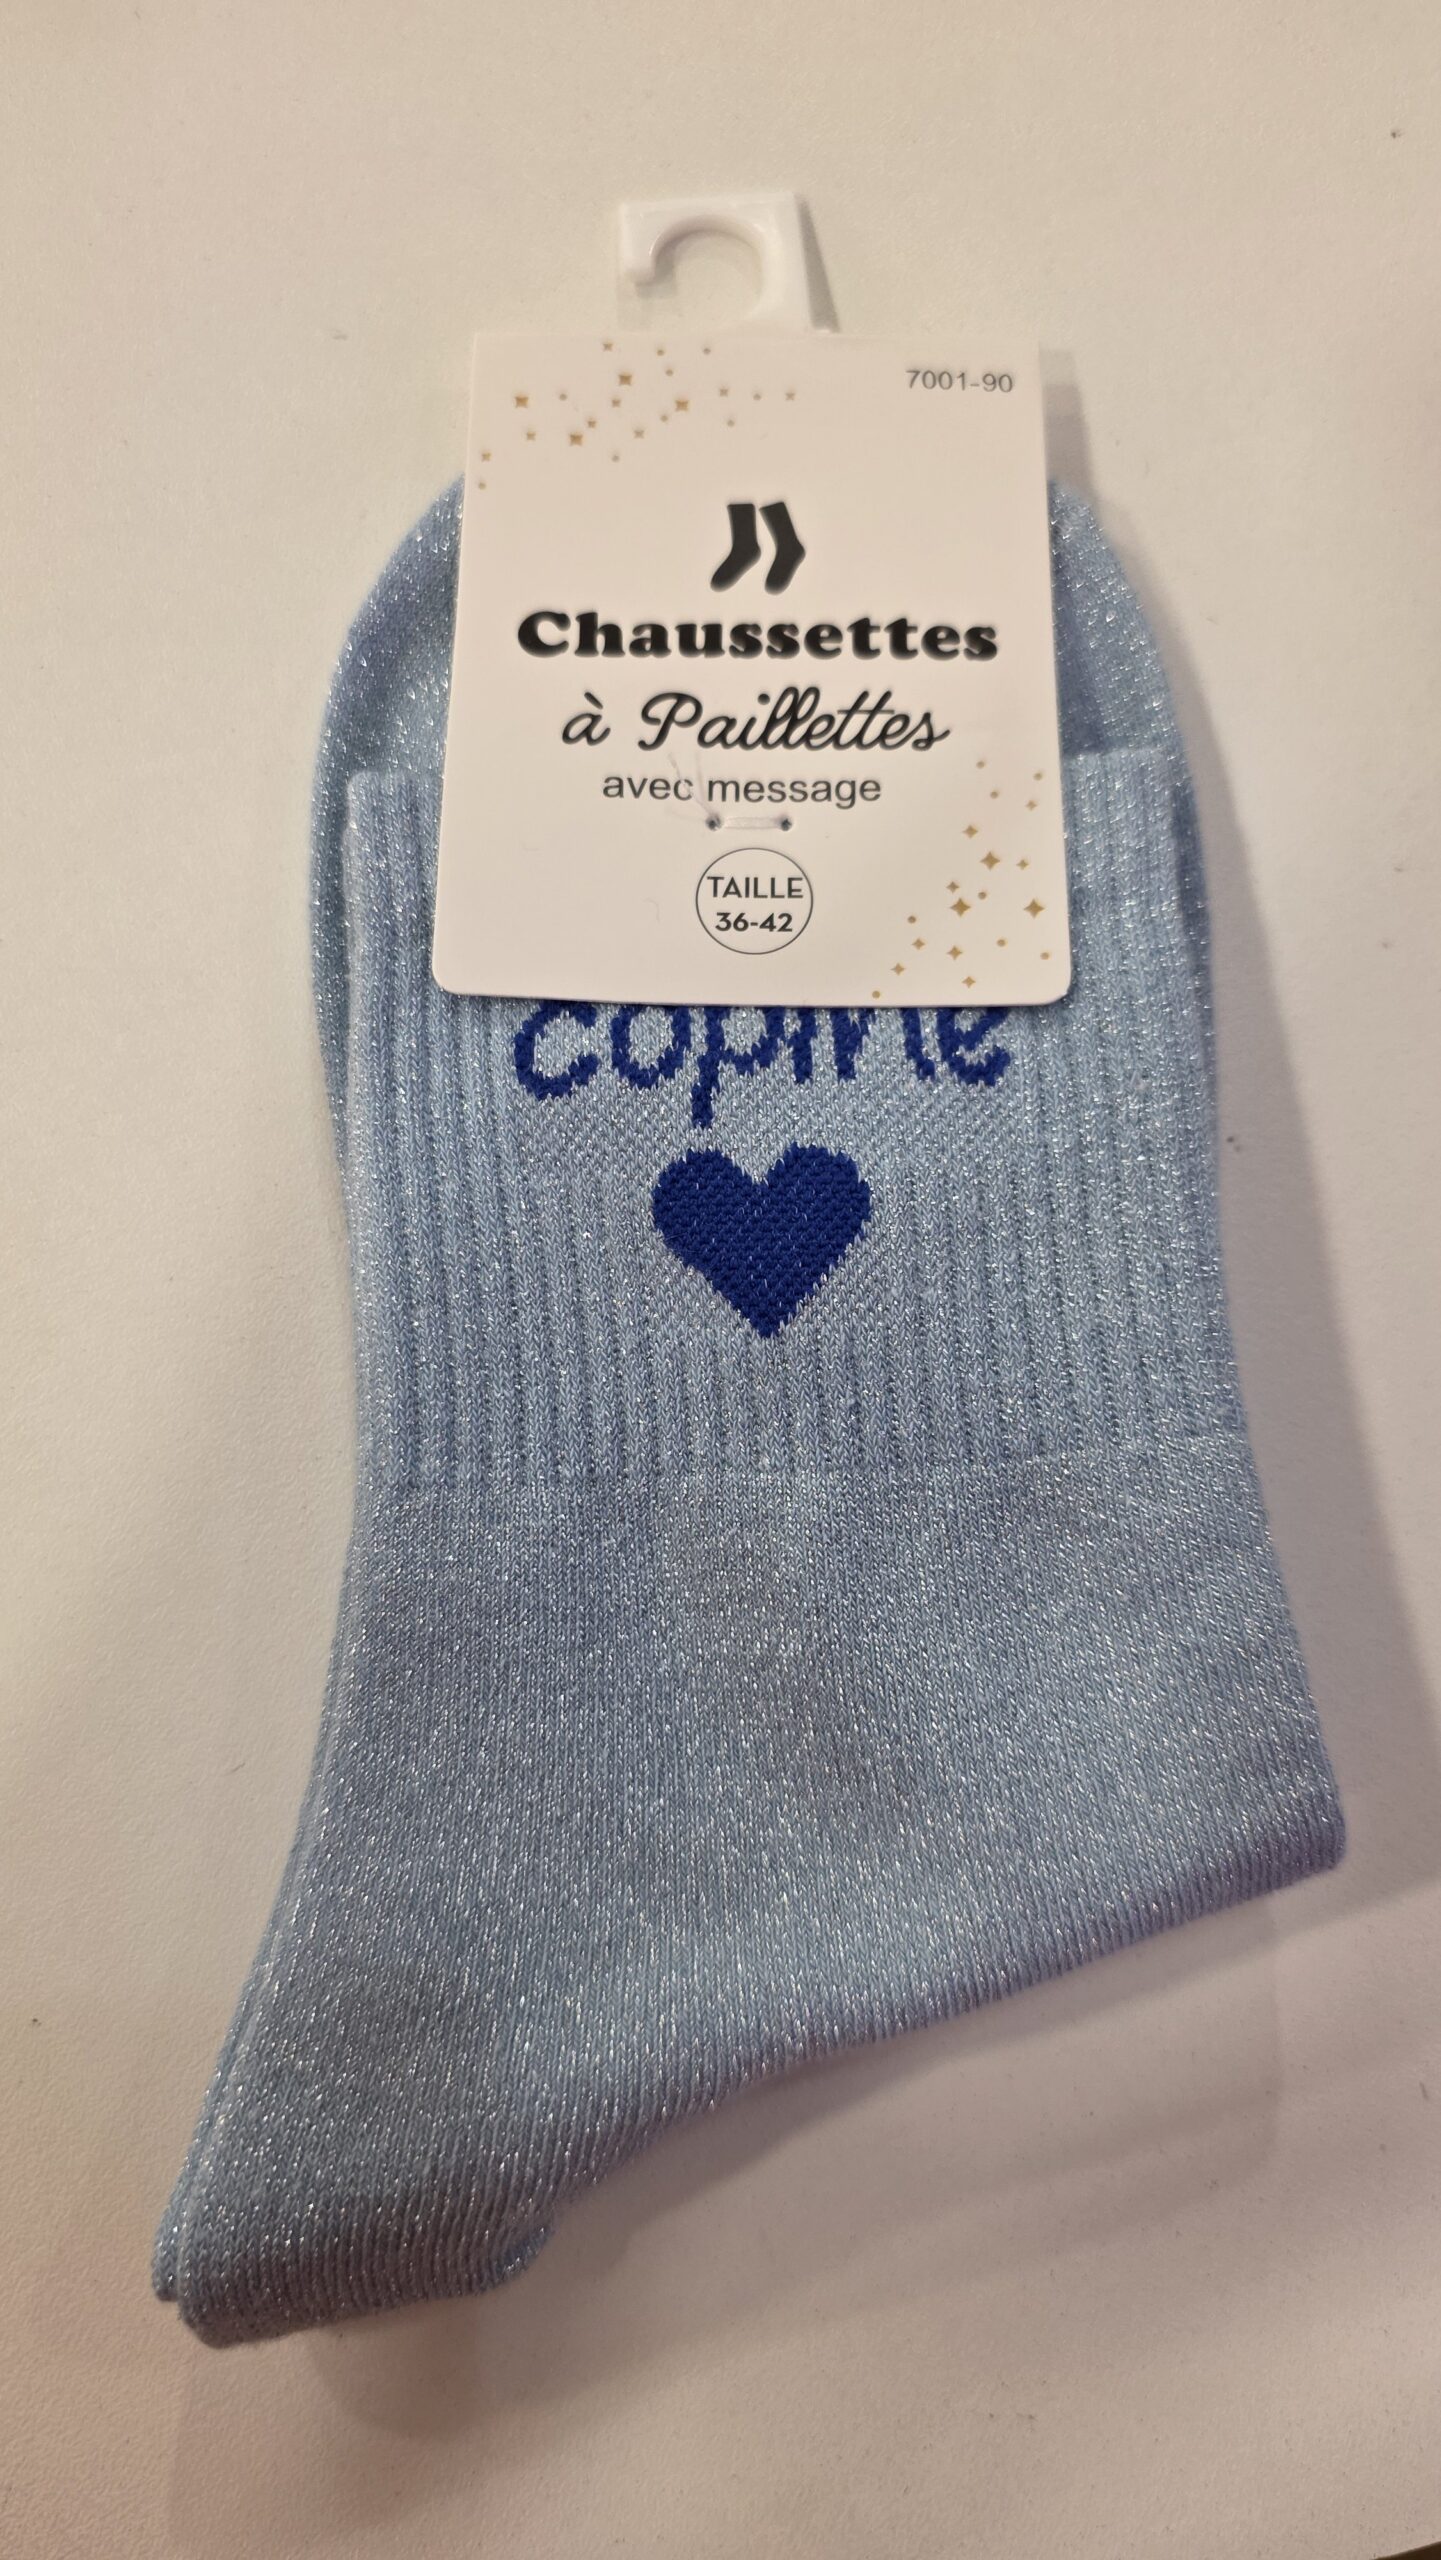 7001-90
Chaussettes
à Paillettes
avec message
TAILLE
36-42
copine